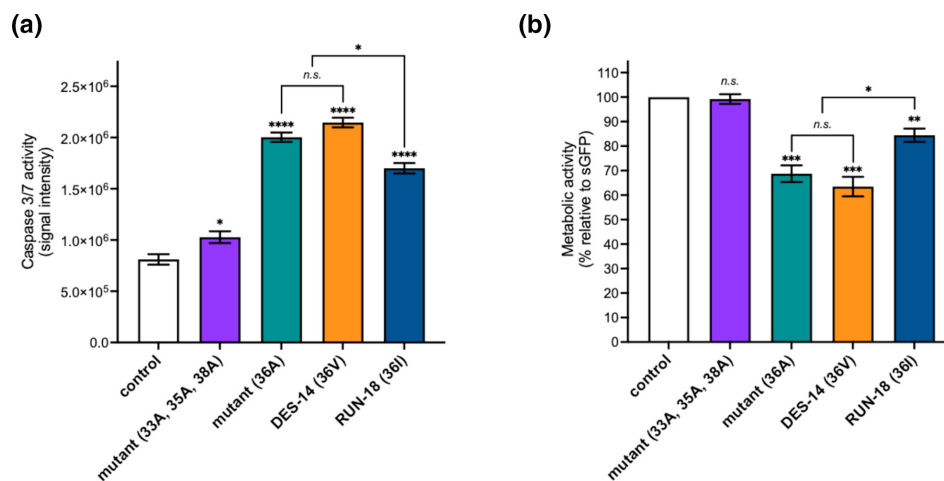 (a)
Caspase 3/7 activity
(signal intensity)
2.5×10⁶
2.0×10⁶
1.5×10⁶
1.0×10⁶
5.0×10⁵
0.0
*
n.s.
****
****
****
*
control
mutant (33A, 35A, 38A)
mutant (36A)
DES-14 (36V)
RUN-18 (36I)
(b)
Metabolic activity
(% relative to sGFP)
110
100
90
80
70
60
50
40
30
20
10
0
n.s.
*
n.s.
**
***
***
control
mutant (33A, 35A, 38A)
mutant (36A)
DES-14 (36V)
RUN-18 (36I)